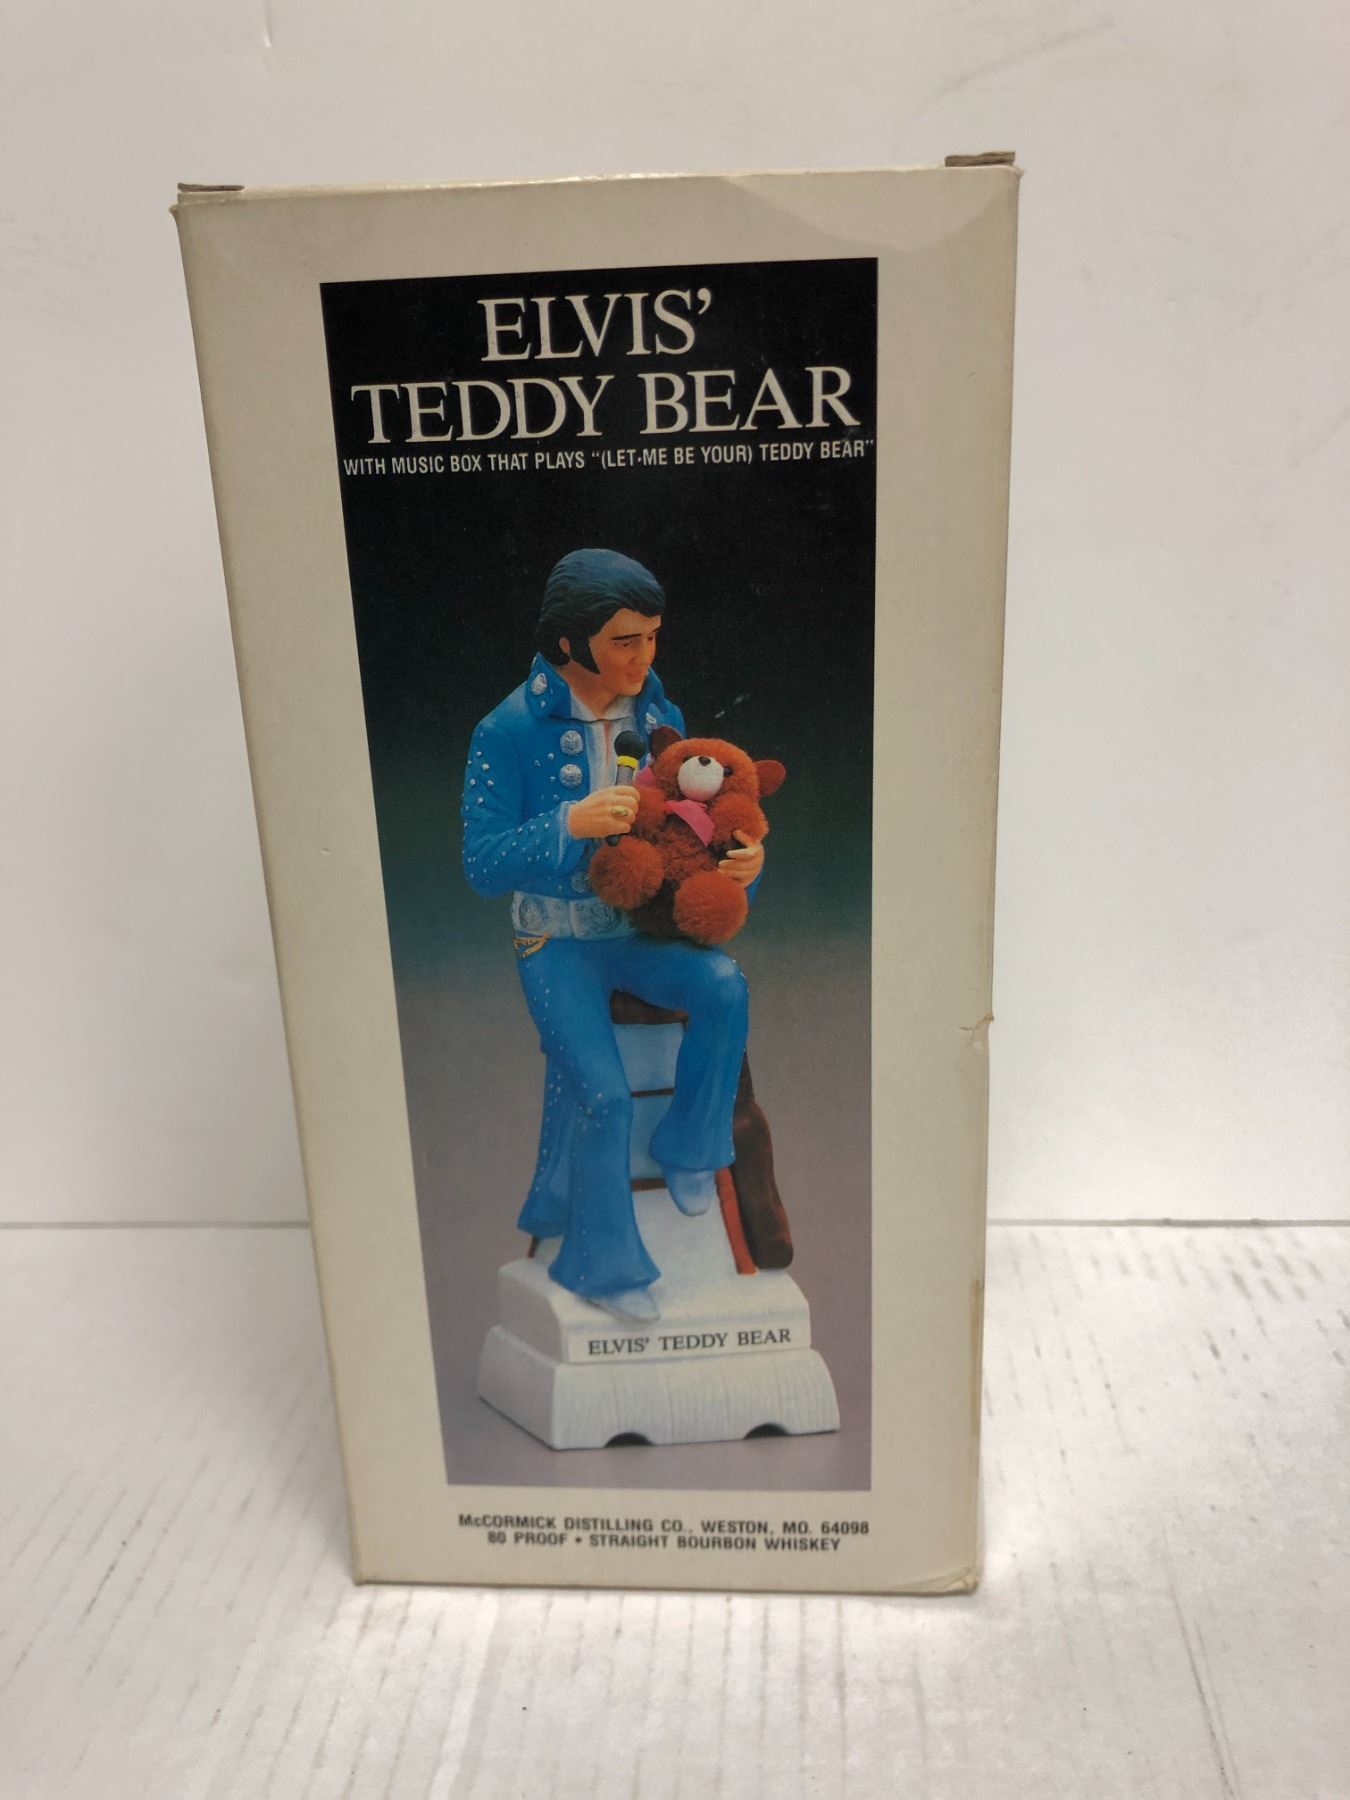 ELVIS'
TEDDY BEAR
WITH MUSIC BOX THAT PLAYS "(LET·ME BE YOUR) TEDDY BEAR"
ELVIS' TEDDY BEAR
McCORMICK DISTILLING CO., WESTON, MO. 64098
80 PROOF • STRAIGHT BOURBON WHISKEY